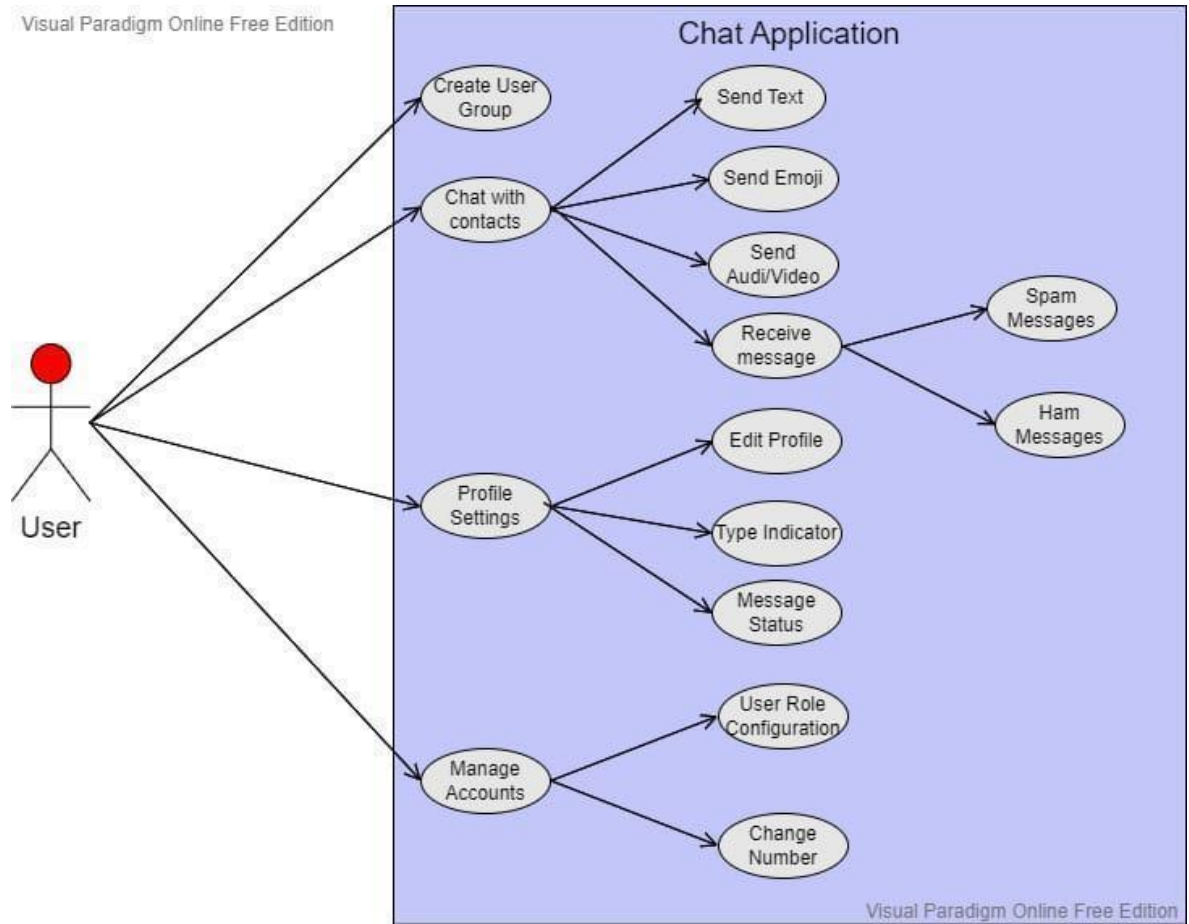 Visual Paradigm Online Free Edition
Chat Application
Create User
Group
Send Text
Chat with
contacts
Send Emoji
Send
Audi/Video
Receive
message
Spam
Messages
Ham
Messages
User
Profile
Settings
Edit Profile
Type Indicator
Message
Status
Manage
Accounts
User Role
Configuration
Change
Number
Visual Paradigm Online Free Edition